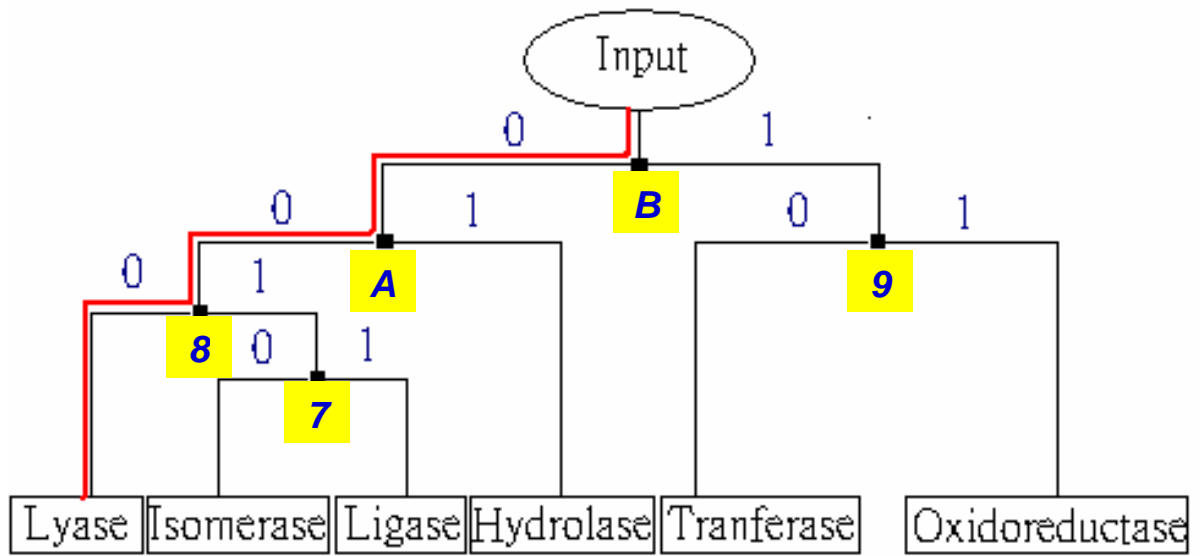 Input
0 1
B
0 1 0 1
A 9
0 1
8 0 1
7
Lyase Isomerase Ligase Hydrolase Tranferase Oxidoreductase